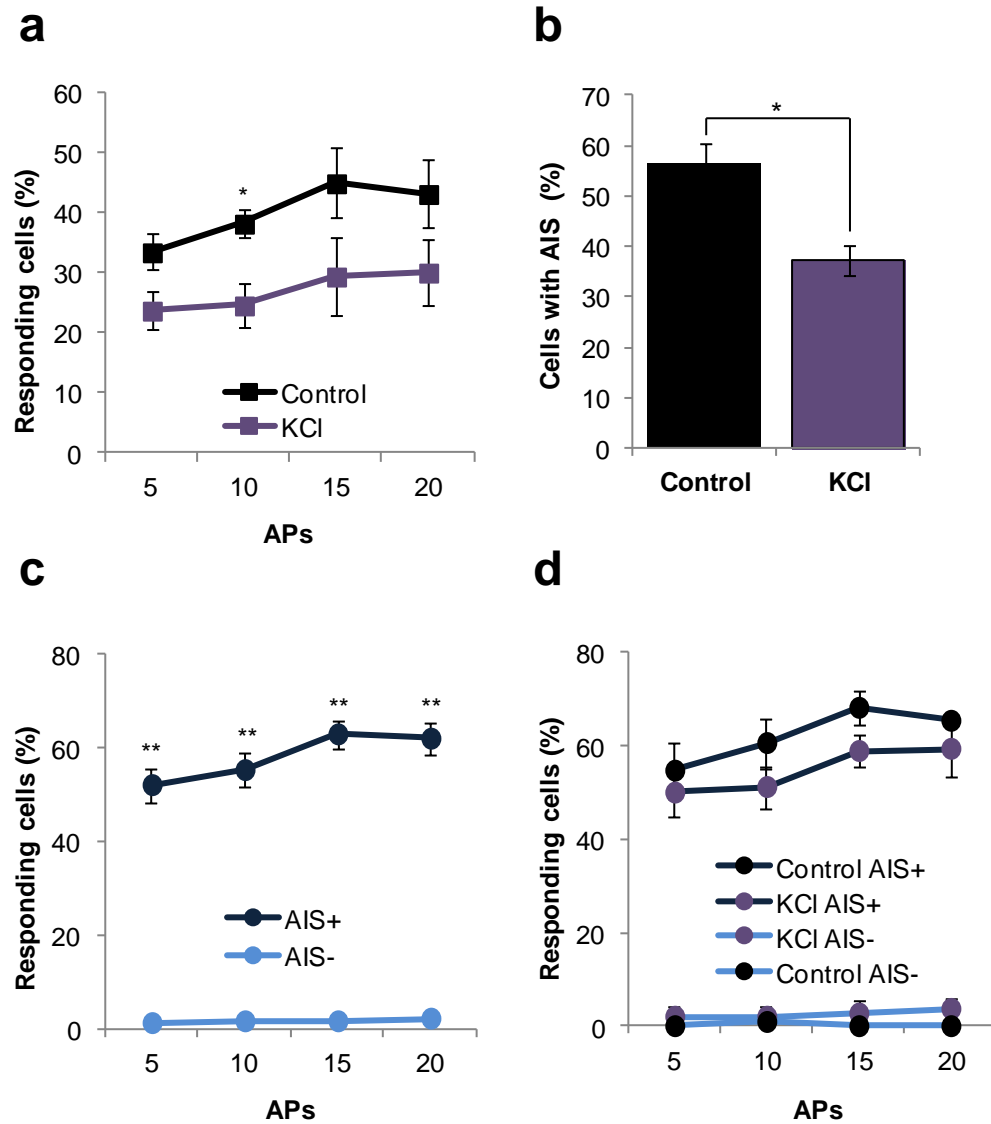 a
60
50
40
30
20
10
0
Responding cells (%)
*
Control
KCl
5 10 15 20
APs
b
70
60
50
40
30
20
10
0
Cells with AIS (%)
*
Control KCl
c
80
60
40
20
0
Responding cells (%)
** ** ** **
AIS+
AIS-
5 10 15 20
APs
d
80
60
40
20
0
Responding cells (%)
Control AIS+
KCl AIS+
KCl AIS-
Control AIS-
5 10 15 20
APs